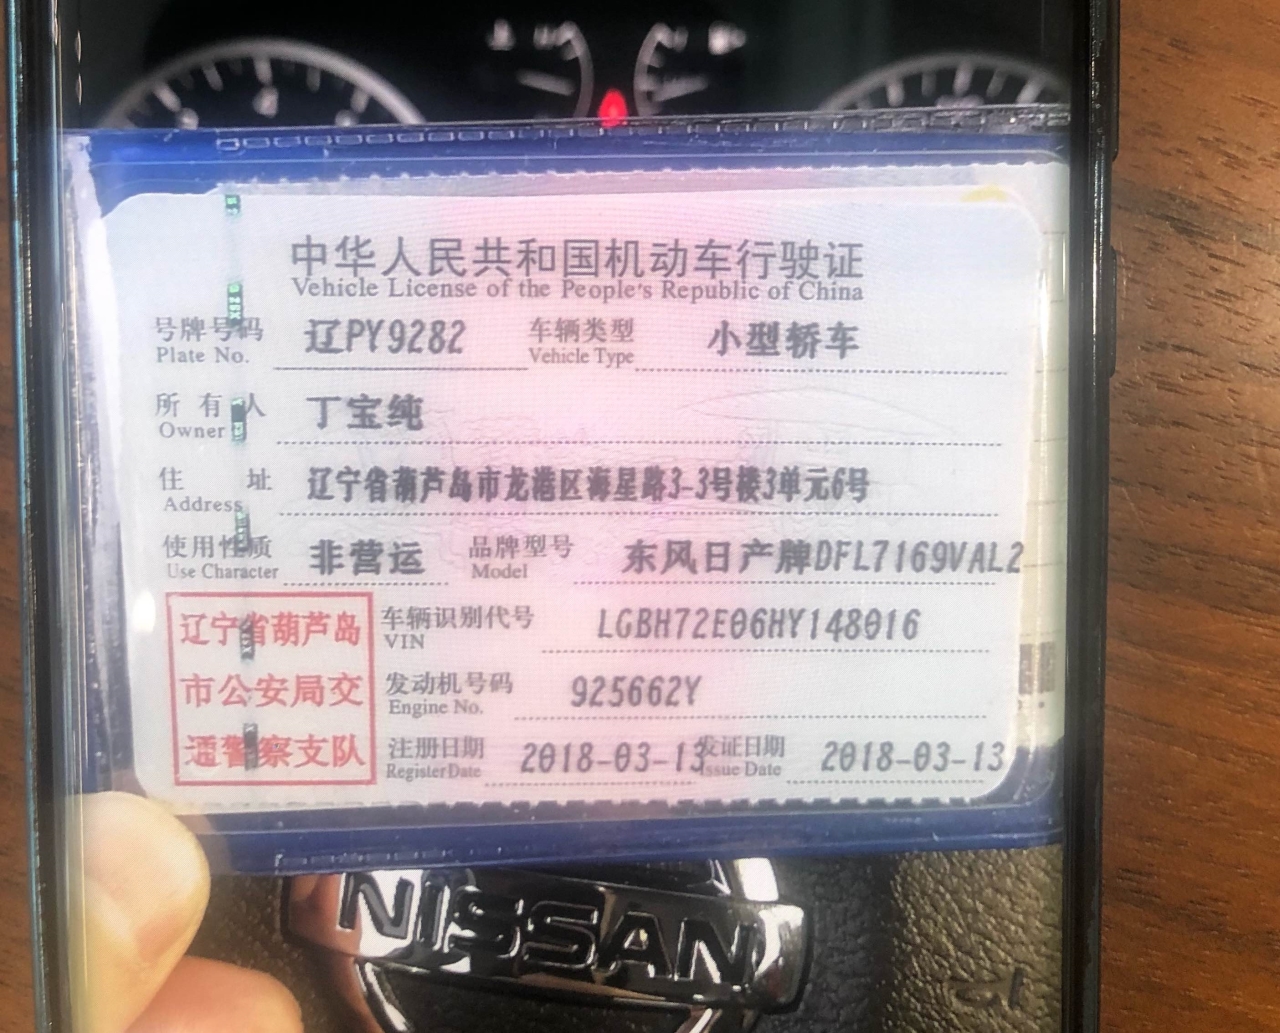 中华人民共和国机动车行驶证
Vehicle License of the People's Republic of China
号牌号码 辽PY9282 车辆类型 小型轿车
Plate No. Vehicle Type
所有人 丁宝纯
Owner
住址 辽宁省葫芦岛市龙港区海星路3-3号楼3单元6号
Address
使用性质 非营运 品牌型号 东风日产牌DFL7169VAL2
Use Character Model
辽宁省葫芦岛
市公安局交
通警察支队
车辆识别代号 LGBH72E06HY148016
VIN
发动机号码 925662Y
Engine No.
注册日期 2018-03-13 发证日期 2018-03-13
Register Date Issue Date
NISSAN